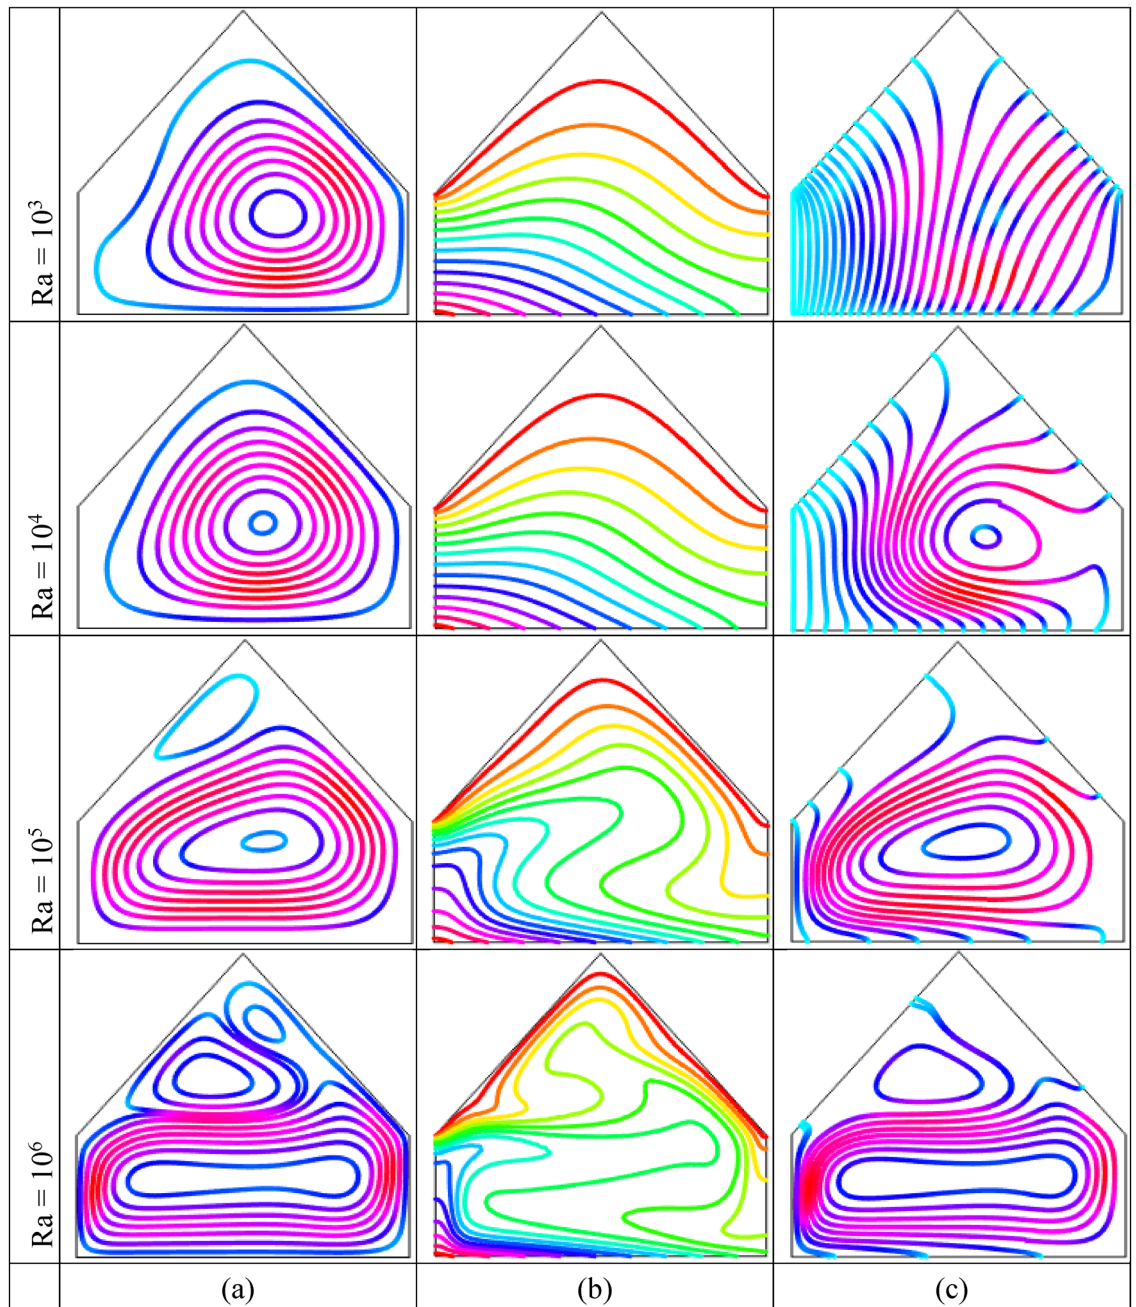 Ra = 10³
Ra = 10⁴
Ra = 10⁵
Ra = 10⁶
(a) (b) (c)